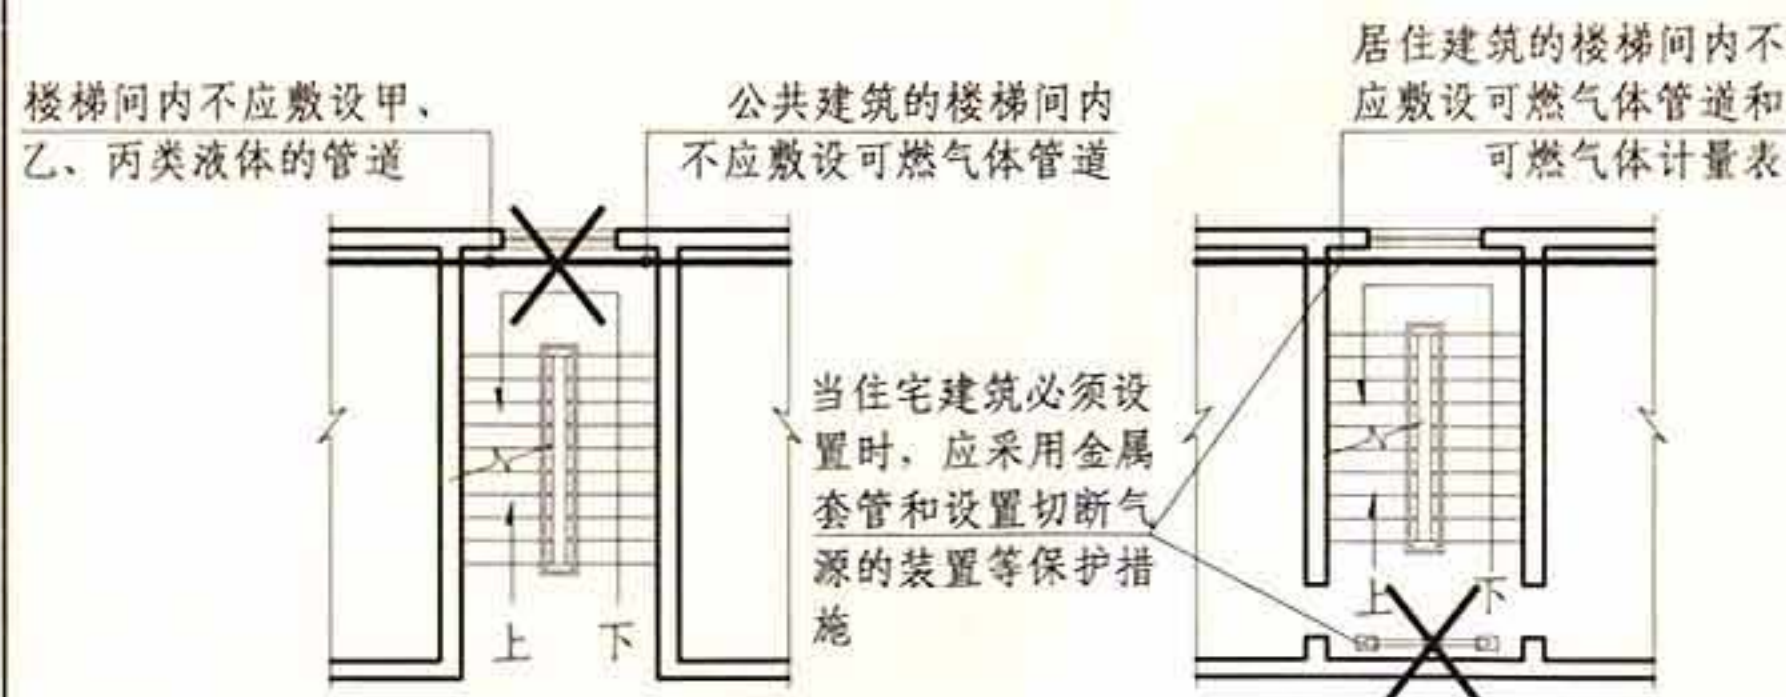 楼梯间内不应敷设甲、
乙、丙类液体的管道
公共建筑的楼梯间内
不应敷设可燃气体管道
居住建筑的楼梯间内不
应敷设可燃气体管道和
可燃气体计量表
当住宅建筑必须设
置时，应采用金属
套管和设置切断气
源的装置等保护措
施
上
下
上
下